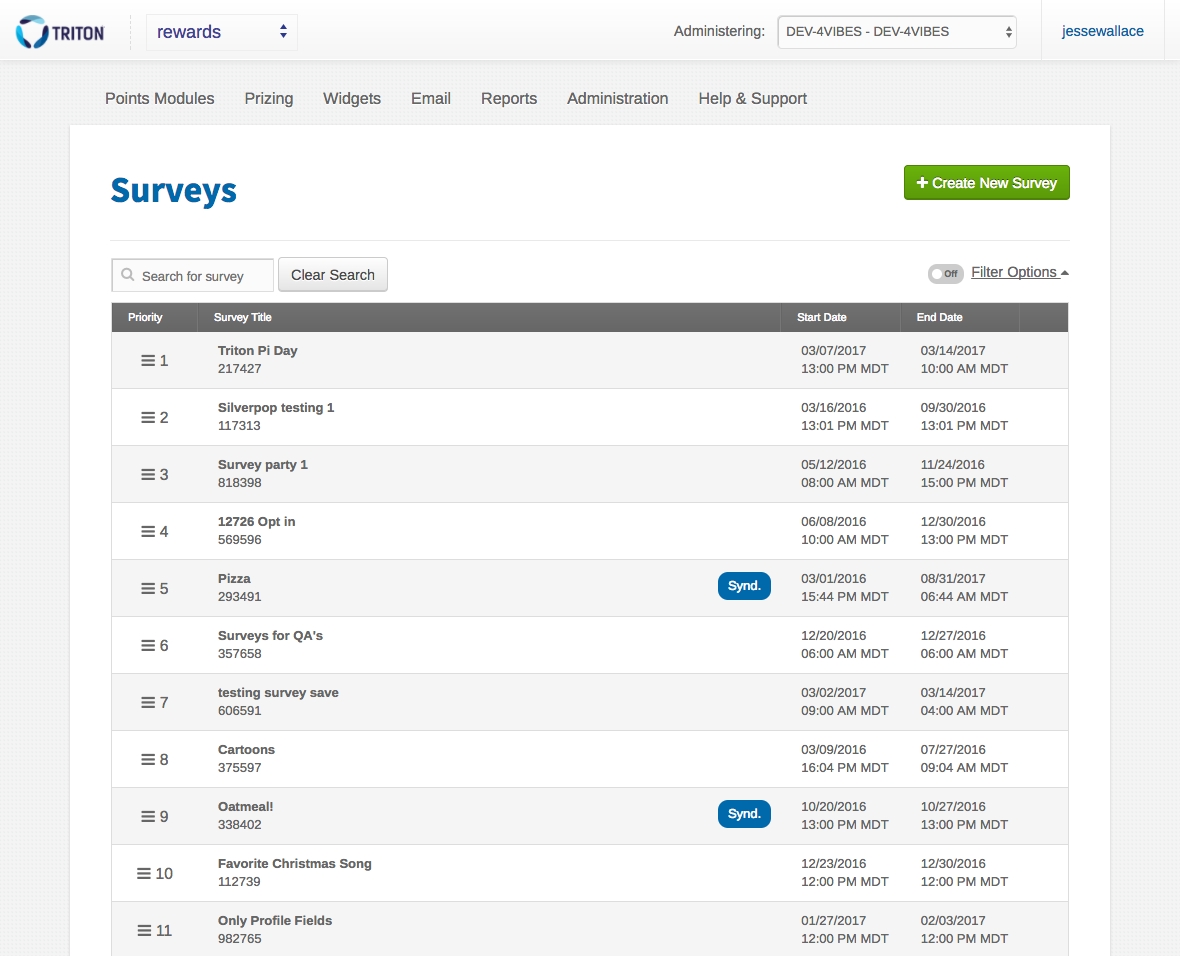 TRITON
rewards
Administering:
DEV-4VIBES - DEV-4VIBES
jessewallace
Points Modules
Prizing
Widgets
Email
Reports
Administration
Help & Support
Surveys
+ Create New Survey
Search for survey
Clear Search
Off
Filter Options
Priority Survey Title Start Date End Date
Triton Pi Day 03/07/2017 03/14/2017
1
217427 13:00 PM MDT 10:00 AM MDT
Silverpop testing 1 03/16/2016 09/30/2016
2
117313 13:01 PM MDT 13:01 PM MDT
Survey party 1 05/12/2016 11/24/2016
3
818398 08:00 AM MDT 15:00 PM MDT
12726 Opt in 06/08/2016 12/30/2016
4
569596 10:00 AM MDT 13:00 PM MDT
Pizza 03/01/2016 08/31/2017
5 Synd.
293491 15:44 PM MDT 06:44 AM MDT
Surveys for QA's 12/20/2016 12/27/2016
6
357658 06:00 AM MDT 06:00 AM MDT
testing survey save 03/02/2017 03/14/2017
7
606591 09:00 AM MDT 04:00 AM MDT
Cartoons 03/09/2016 07/27/2016
8
375597 16:04 PM MDT 09:04 AM MDT
Oatmeal! 10/20/2016 10/27/2016
9 Synd.
338402 13:00 PM MDT 13:00 PM MDT
Favorite Christmas Song 12/23/2016 12/30/2016
10
112739 12:00 PM MDT 12:00 PM MDT
Only Profile Fields 01/27/2017 02/03/2017
11
982765 12:00 PM MDT 12:00 PM MDT